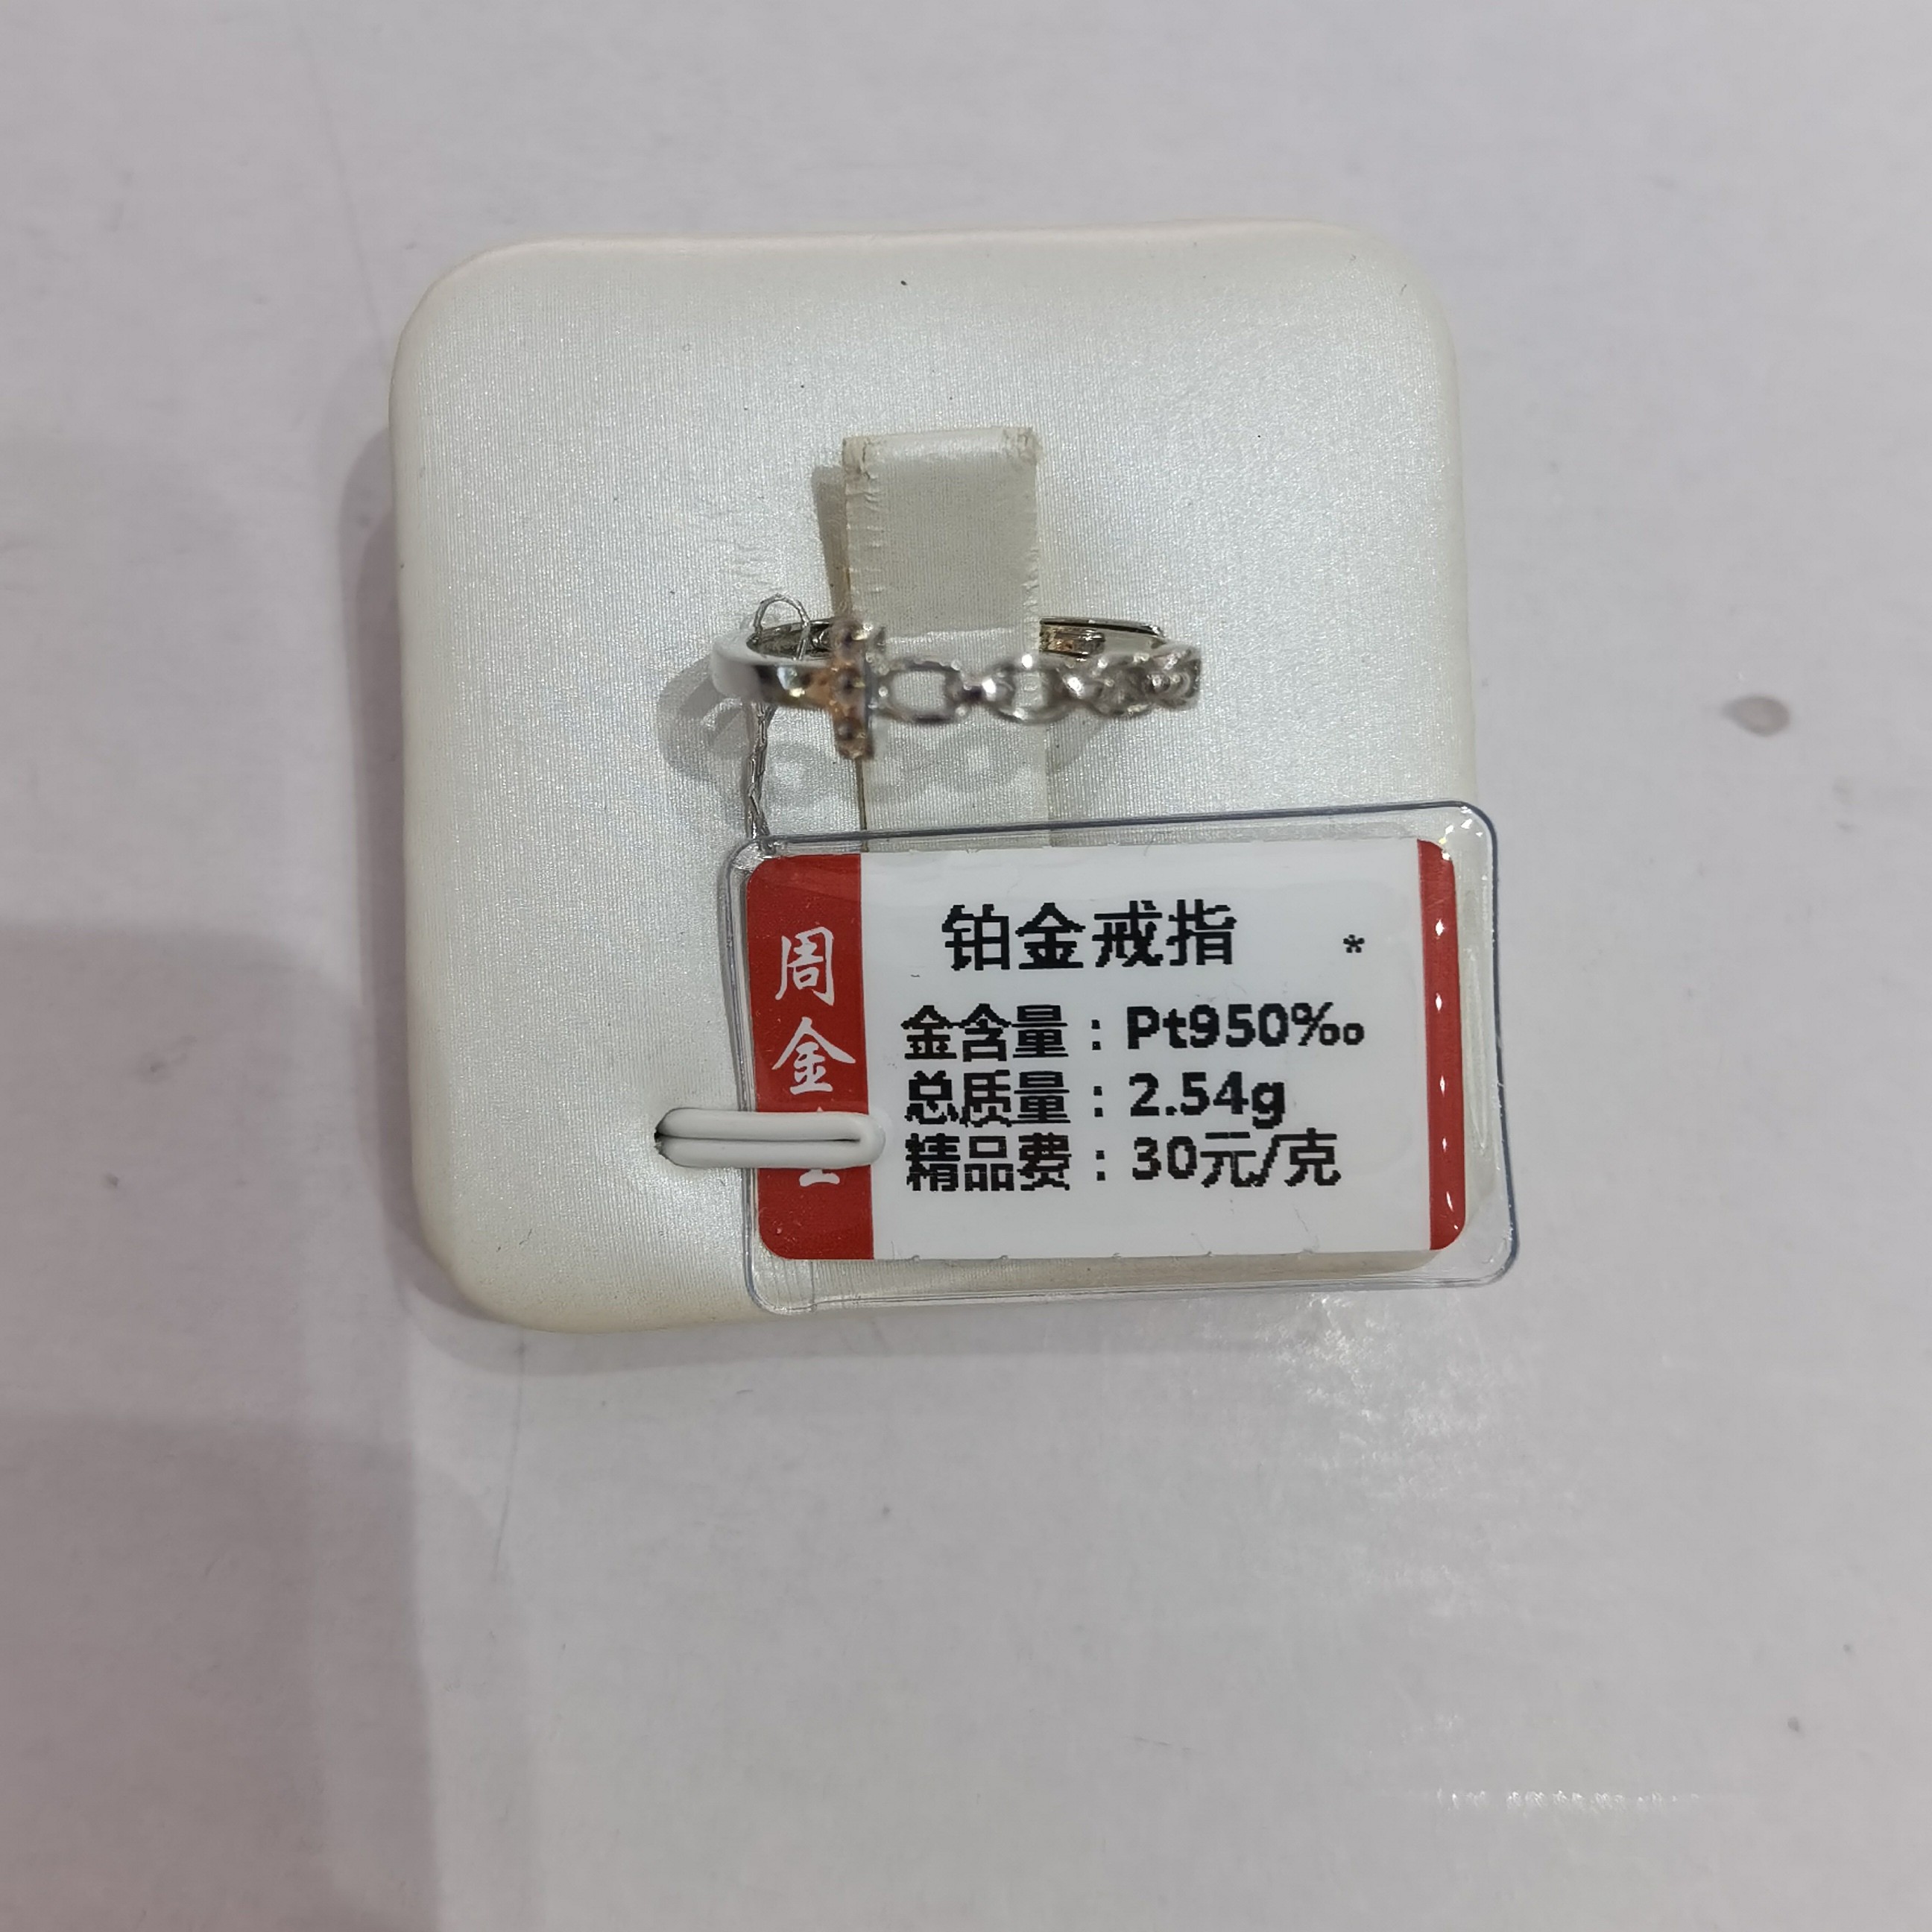 周金
铂金戒指 *
金含量：Pt950‰
总质量：2.54g
精品费：30元/克